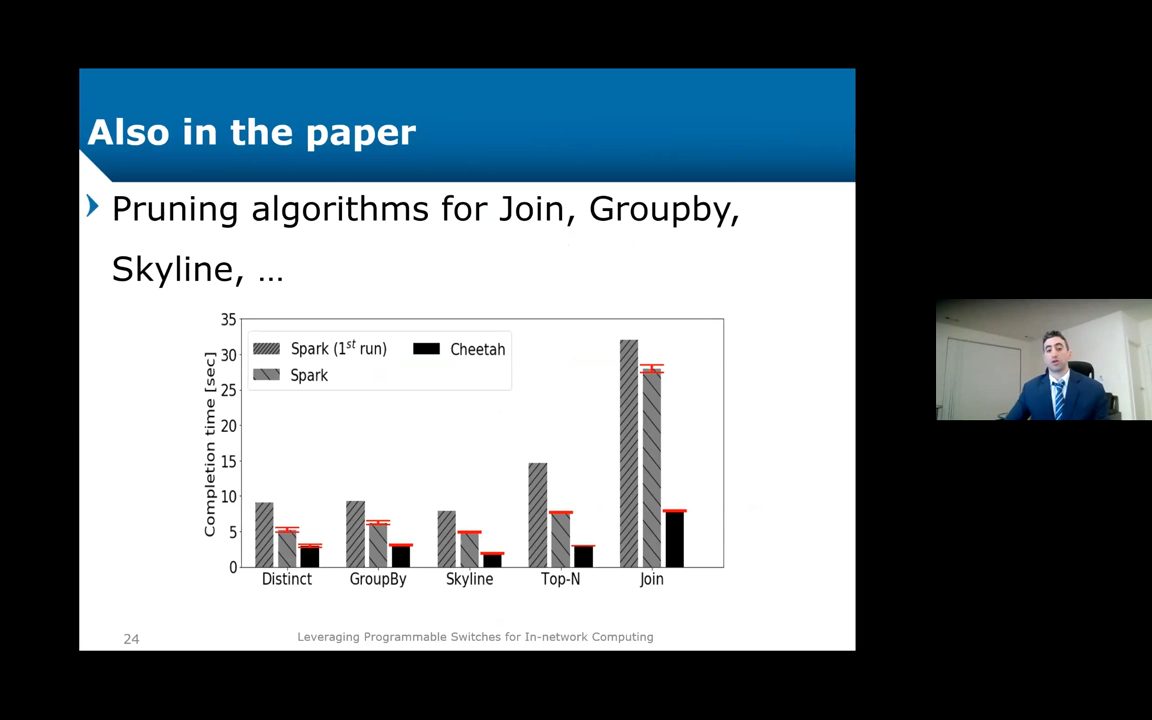 Also in the paper
Pruning algorithms for Join, Groupby,
Skyline, …
35
30
25
20
15
10
5
0
Completion time [sec]
Spark (1st run)
Cheetah
Spark
Distinct
GroupBy
Skyline
Top-N
Join
24
Leveraging Programmable Switches for In-network Computing